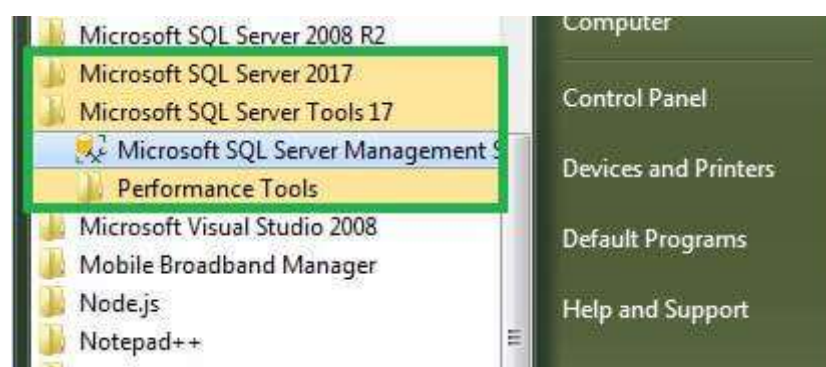 Microsoft SQL Server 2008 R2
Microsoft SQL Server 2017
Microsoft SQL Server Tools 17
Microsoft SQL Server Management S
Performance Tools
Microsoft Visual Studio 2008
Mobile Broadband Manager
Node.js
Notepad++
Computer
Control Panel
Devices and Printers
Default Programs
Help and Support